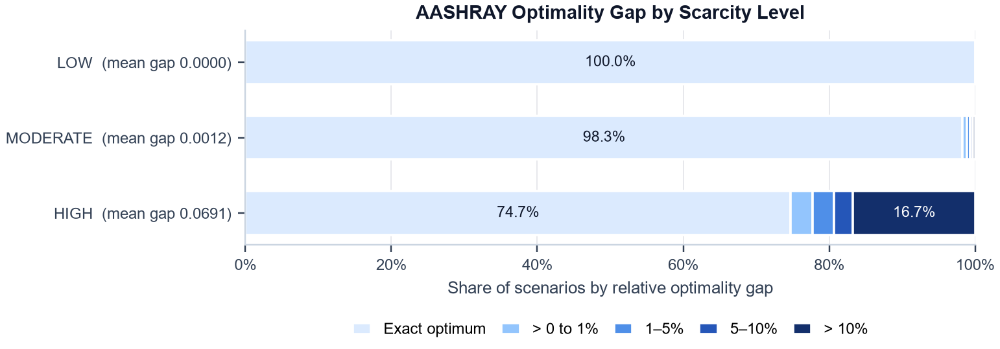 AASHRAY Optimality Gap by Scarcity Level
LOW (mean gap 0.0000)
100.0%
MODERATE (mean gap 0.0012)
98.3%
HIGH (mean gap 0.0691)
74.7%
16.7%
0% 20% 40% 60% 80% 100%
Share of scenarios by relative optimality gap
Exact optimum > 0 to 1% 1–5% 5–10% > 10%